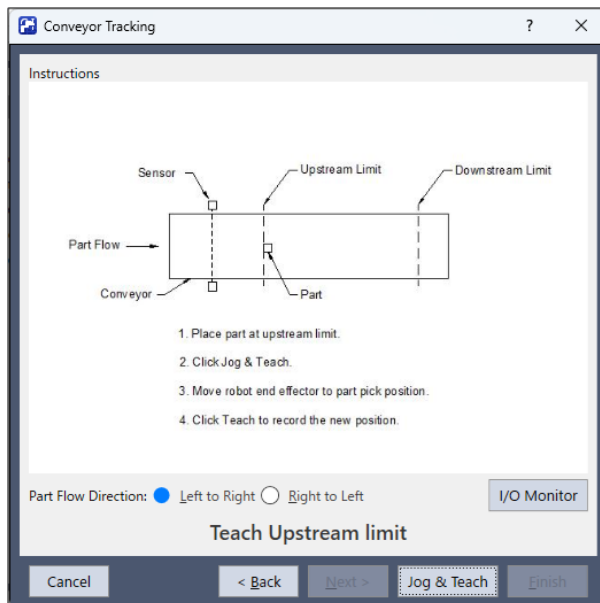 Conveyor Tracking
Instructions
Sensor
Upstream Limit
Downstream Limit
Part Flow
Conveyor
Part
1. Place part at upstream limit.
2. Click Jog & Teach.
3. Move robot end effector to part pick position.
4. Click Teach to record the new position.
Part Flow Direction: Left to Right Right to Left I/O Monitor
Teach Upstream limit
Cancel < Back Next > Jog & Teach Finish